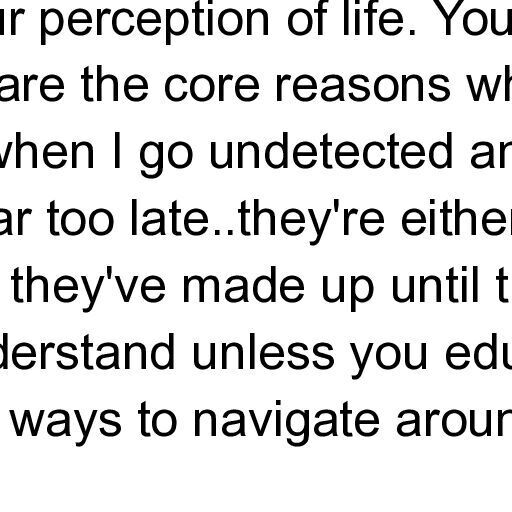 ur perception of life. You
are the core reasons wh
when I go undetected an
ar too late..they're either
they've made up until t
derstand unless you edu
ways to navigate aroun